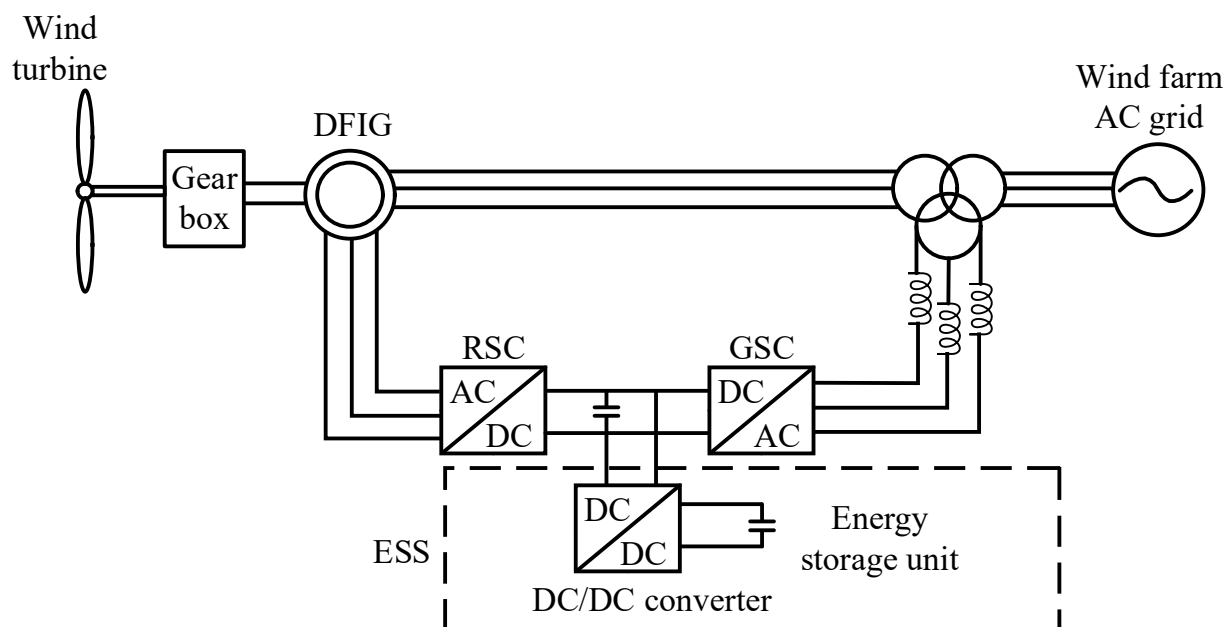 Wind
turbine
DFIG
Wind farm
AC grid
Gear
box
RSC
GSC
AC
DC
DC
AC
ESS
DC
DC
Energy
storage unit
DC/DC converter